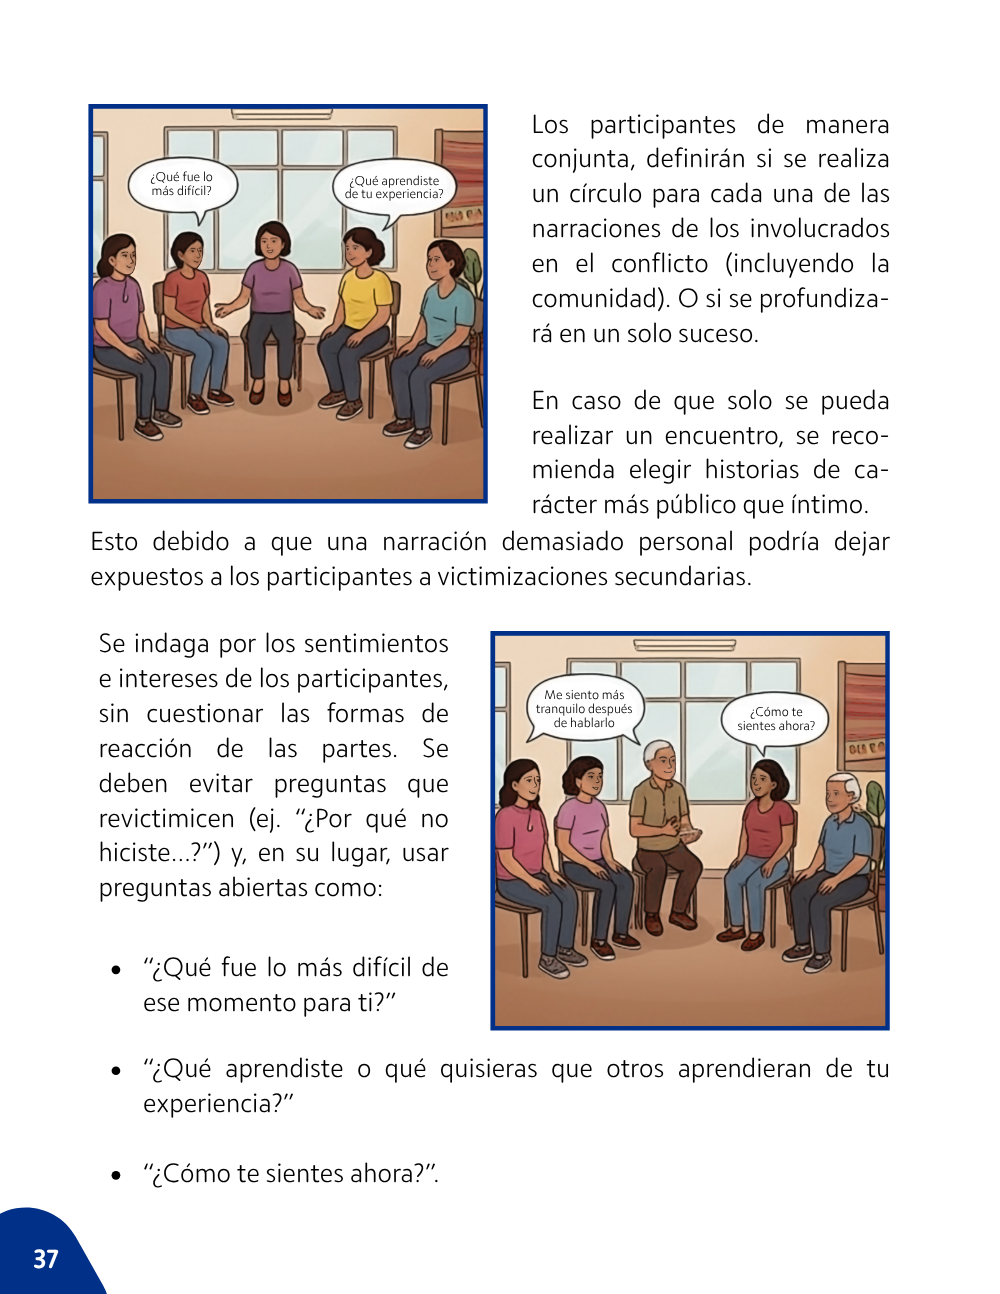 ¿Qué fue lo
más difícil?
¿Qué aprendiste
de tu experiencia?
Los participantes de manera
conjunta, definirán si se realiza
un círculo para cada una de las
narraciones de los involucrados
en el conflicto (incluyendo la
comunidad). O si se profundiza-
rá en un solo suceso.
En caso de que solo se pueda
realizar un encuentro, se reco-
mienda elegir historias de ca-
rácter más público que íntimo.
Esto debido a que una narración demasiado personal podría dejar
expuestos a los participantes a victimizaciones secundarias.
Se indaga por los sentimientos
e intereses de los participantes,
sin cuestionar las formas de
reacción de las partes. Se
deben evitar preguntas que
revictimicen (ej. “¿Por qué no
hiciste...?”) y, en su lugar, usar
preguntas abiertas como:
Me siento más
tranquilo después
de hablarlo
¿Cómo te
sientes ahora?
• “¿Qué fue lo más difícil de
ese momento para ti?”
• “¿Qué aprendiste o qué quisieras que otros aprendieran de tu
experiencia?”
• “¿Cómo te sientes ahora?”.
37